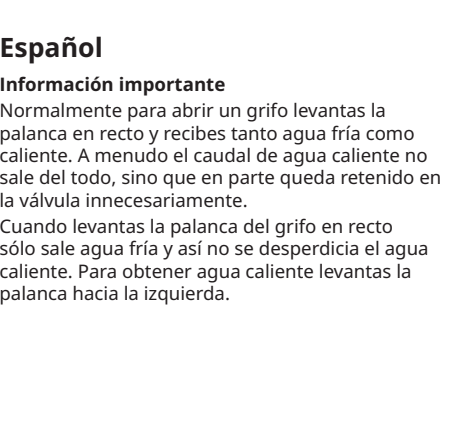 Español
Información importante
Normalmente para abrir un grifo levantas la
palanca en recto y recibes tanto agua fría como
caliente. A menudo el caudal de agua caliente no
sale del todo, sino que en parte queda retenido en
la válvula innecesariamente.
Cuando levantas la palanca del grifo en recto
sólo sale agua fría y así no se desperdicia el agua
caliente. Para obtener agua caliente levantas la
palanca hacia la izquierda.